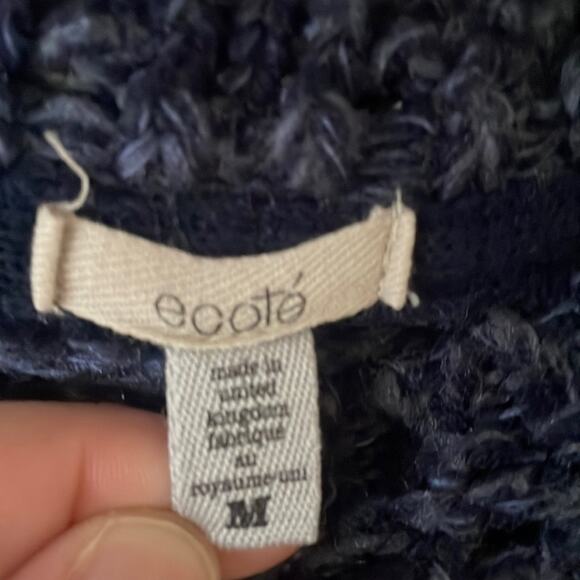 ecoté
made in
united
kingdom
fabriqué
au
royaume-uni
M